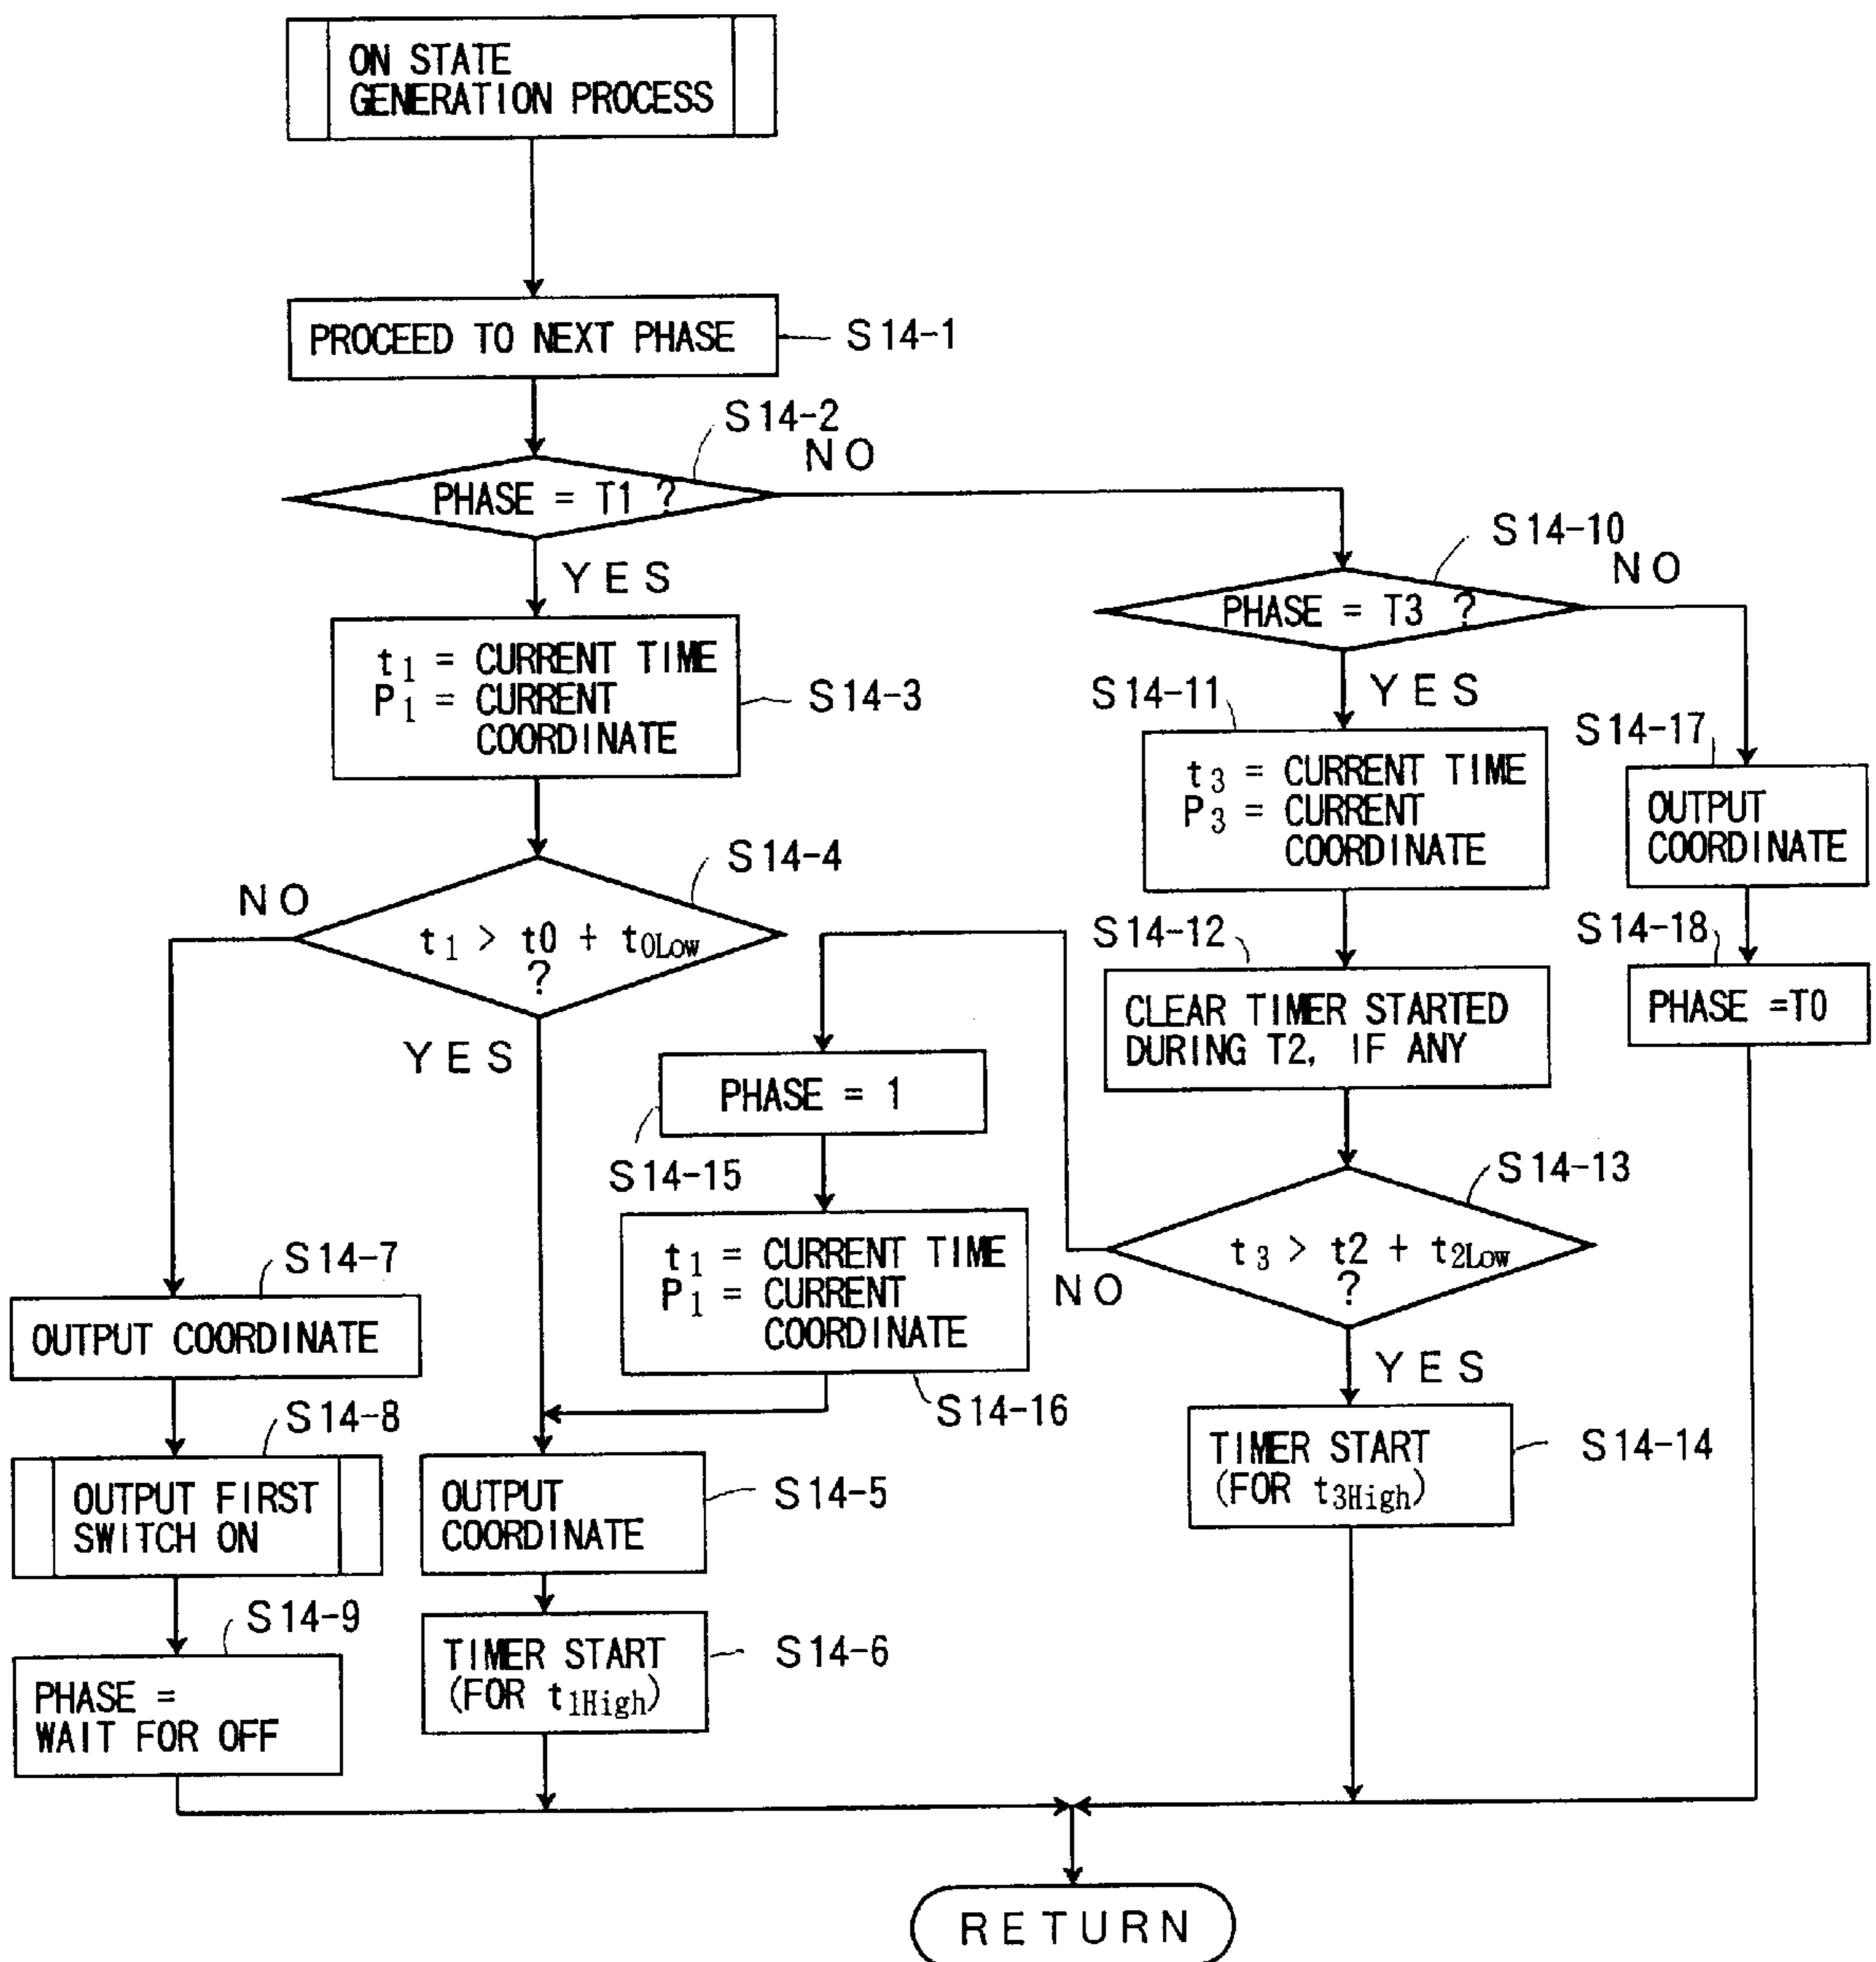 ON STATE
GENERATION PROCESS
PROCEED TO NEXT PHASE
S14-1
S14-2
NO
PHASE = T1 ?
YES
t1 = CURRENT TIME
P1 = CURRENT
COORDINATE
S14-3
S14-4
NO
t1 > t0 + t0Low
?
YES
S14-7
OUTPUT COORDINATE
S14-8
OUTPUT FIRST
SWITCH ON
S14-9
PHASE =
WAIT FOR OFF
OUTPUT
COORDINATE
S14-5
TIMER START
(FOR t1High)
S14-6
S14-10
NO
PHASE = T3 ?
YES
S14-11
t3 = CURRENT TIME
P3 = CURRENT
COORDINATE
S14-12
CLEAR TIMER STARTED
DURING T2, IF ANY
S14-13
t3 > t2 + t2Low
?
NO
YES
TIMER START
(FOR t3High)
S14-14
PHASE = 1
S14-15
t1 = CURRENT TIME
P1 = CURRENT
COORDINATE
S14-16
S14-17
OUTPUT
COORDINATE
S14-18
PHASE =T0
RETURN